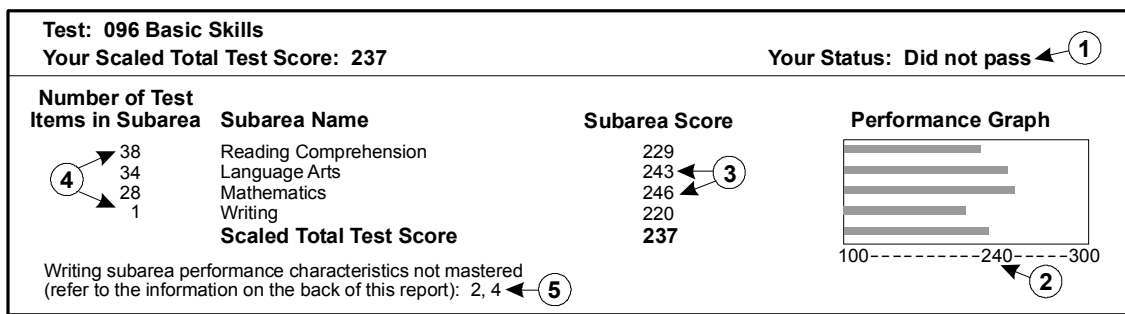 Test: 096 Basic Skills
Your Scaled Total Test Score: 237 Your Status: Did not pass 1
Number of Test
Items in Subarea Subarea Name Subarea Score Performance Graph
38 Reading Comprehension 229
4 34 Language Arts 243 3
28 Mathematics 246
1 Writing 220
Scaled Total Test Score 237
100--------------240------300
Writing subarea performance characteristics not mastered
(refer to the information on the back of this report): 2, 4 5 2